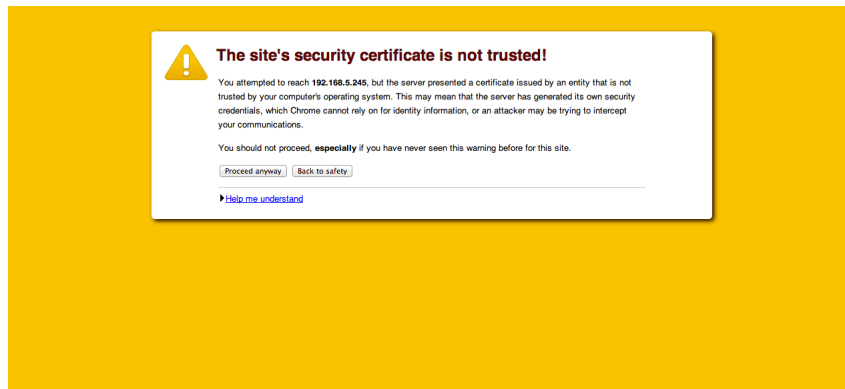 The site's security certificate is not trusted!
You attempted to reach 192.168.5.245, but the server presented a certificate issued by an entity that is not
trusted by your computer's operating system. This may mean that the server has generated its own security
credentials, which Chrome cannot rely on for identity information, or an attacker may be trying to intercept
your communications.
You should not proceed, especially if you have never seen this warning before for this site.
Proceed anyway Back to safety
Help me understand